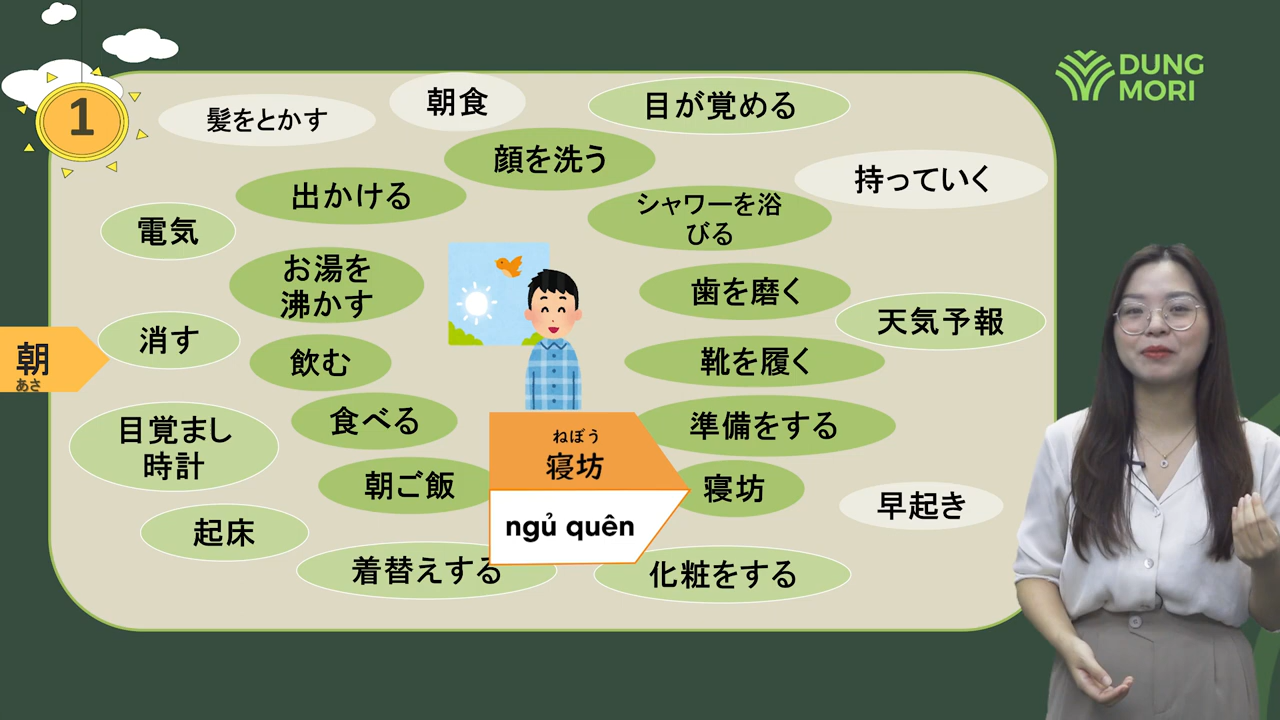 1
DUNG
MORI
髪をとかす
朝食
目が覚める
顔を洗う
持っていく
出かける
シャワーを浴
びる
電気
お湯を
沸かす
歯を磨く
天気予報
消す
飲む
靴を履く
朝
あさ
食べる
準備をする
目覚まし
時計
ねぼう
寝坊
朝ご飯
寝坊
早起き
ngủ quên
起床
着替えする
化粧をする